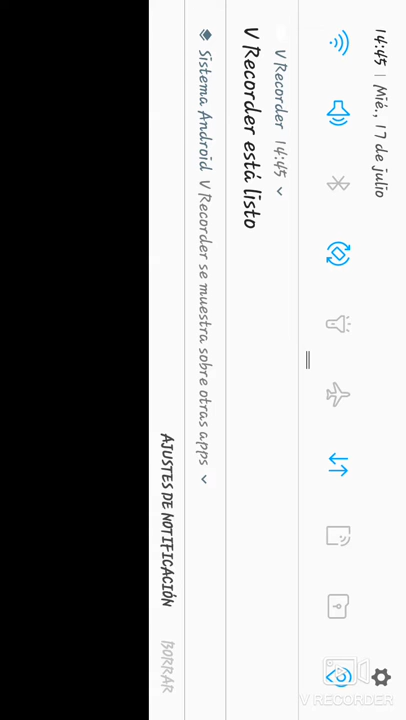 14:45 | Mié., 17 de julio
V Recorder 14:45
V Recorder está listo
Sistema Android V Recorder se muestra sobre otras apps
AJUSTES DE NOTIFICACIÓN BORRAR
V RECORDER